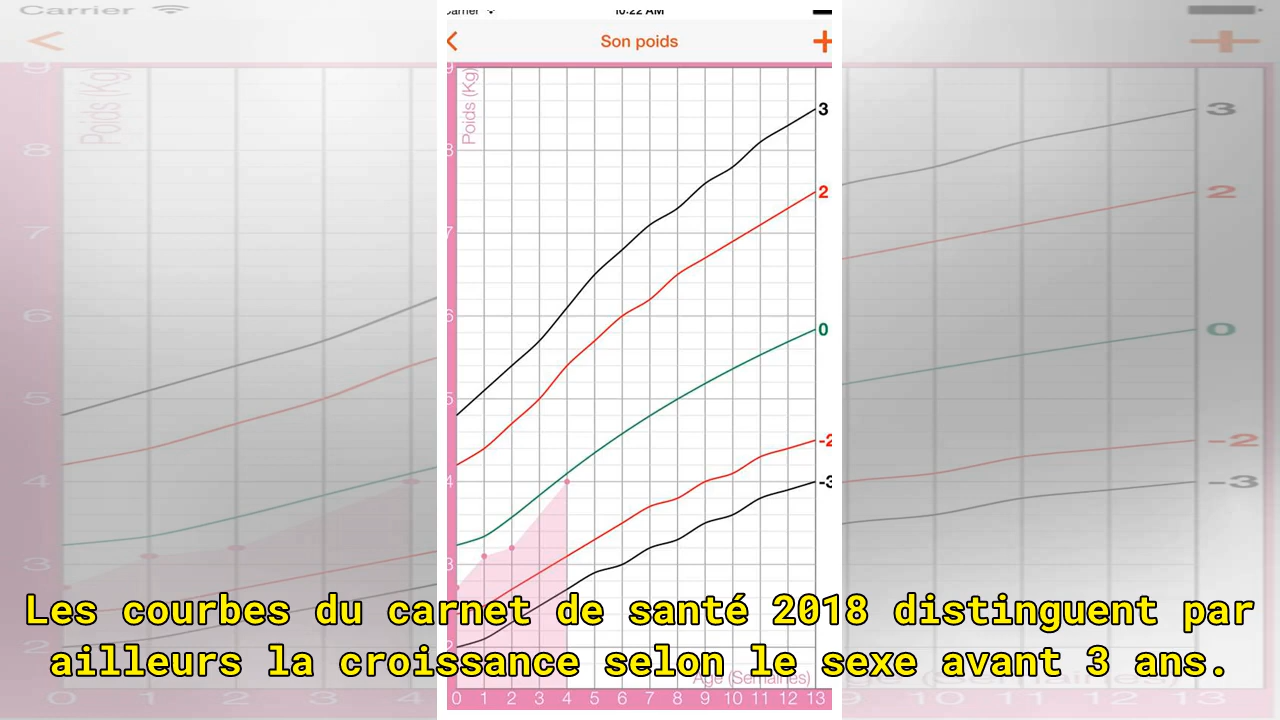 Carrier
10:22 AM
Son poids
Poids (Kg)
9
8
7
6
5
4
3
2
3
2
0
-2
-3
Age (Semaines)
0 1 2 3 4 5 6 7 8 9 10 11 12 13
Les courbes du carnet de santé 2018 distinguent par
ailleurs la croissance selon le sexe avant 3 ans.